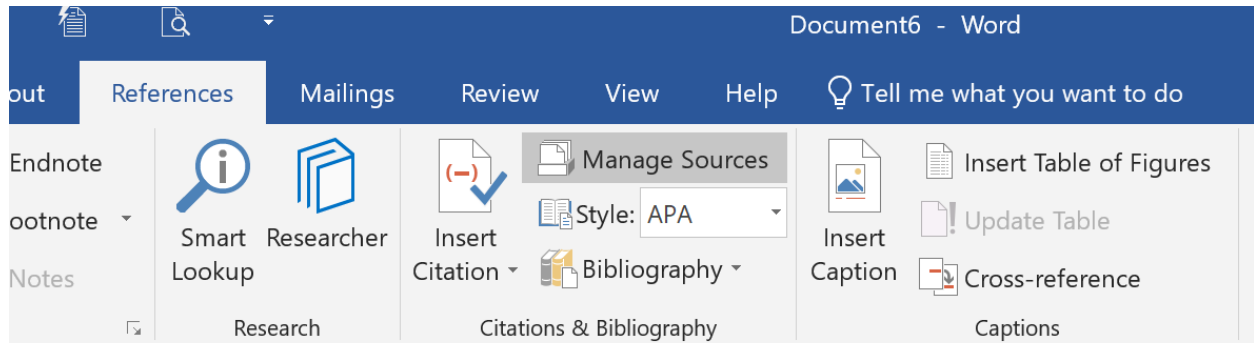 Document6 - Word
out References Mailings Review View Help Tell me what you want to do
Endnote
ootnote
Notes
Smart
Lookup
Researcher
Research
Insert
Citation
Manage Sources
Style: APA
Bibliography
Citations & Bibliography
Insert
Caption
Insert Table of Figures
Update Table
Cross-reference
Captions